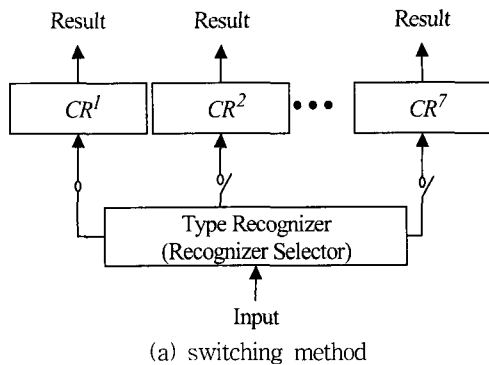 Result Result Result
CR¹ CR² ••• CR⁷
Type Recognizer
(Recognizer Selector)
Input
(a) switching method